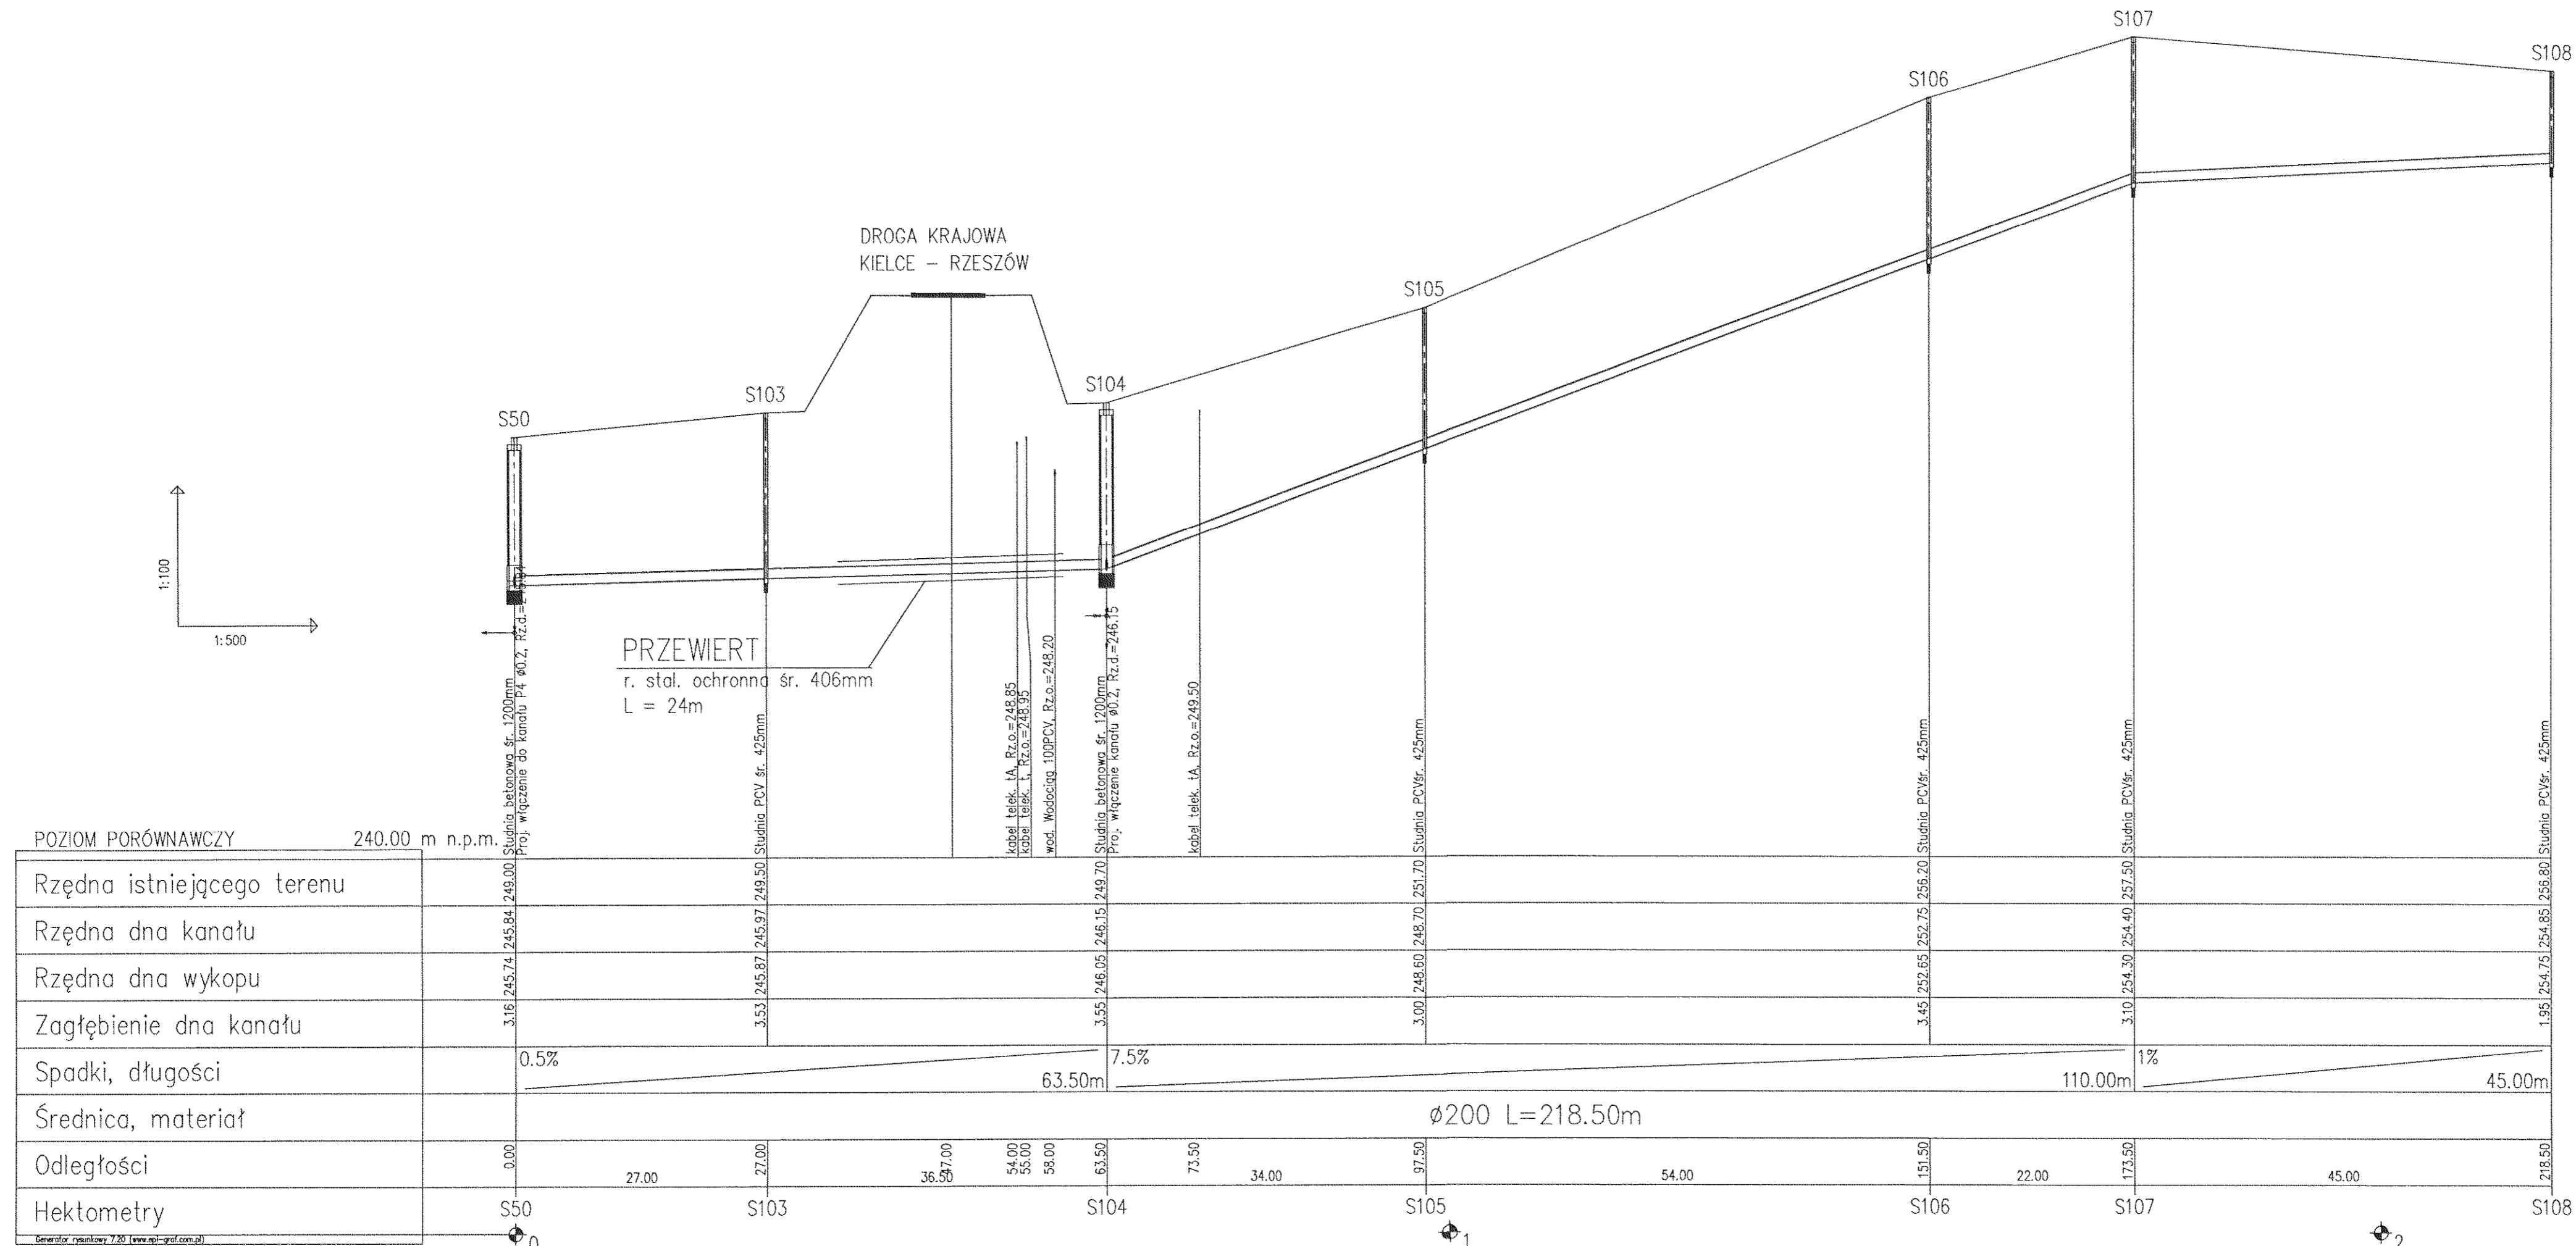 S107
S108
S106
DROGA KRAJOWA
KIELCE – RZESZÓW
S105
S104
S103
S50
1:100
1:500
PRZEWIERT
r. stal. ochronna śr. 406mm
L = 24m
Studnia betonowa śr. 1200mm
Proj. włączenie do kanału P4 ø0.2, Rz.d.=
Studnia PCV śr. 425mm
kabel telek. tA, Rz.o.=248.85
kabel telek. t, Rz.o.=248.95
wod. Wodociąg 100PCV, Rz.o.=248.20
Studnia betonowa śr. 1200mm
Proj. włączenie kanału ø0.2, Rz.d.=246.15
kabel telek. tA, Rz.o.=249.50
Studnia PCVśr. 425mm
Studnia PCVśr. 425mm
Studnia PCVśr. 425mm
Studnia PCVśr. 425mm
POZIOM PORÓWNAWCZY 240.00 m n.p.m.
Rzędna istniejącego terenu 249.00 249.50 249.70 251.70 256.20 257.50 256.80
Rzędna dna kanału 245.84 245.97 246.15 248.70 252.75 254.40 254.85
Rzędna dna wykopu 245.74 245.87 246.05 248.60 252.65 254.30 254.75
Zagłębienie dna kanału 3.16 3.53 3.55 3.00 3.45 3.10 1.95
Spadki, długości 0.5% 63.50m 7.5% 110.00m 1% 45.00m
Średnica, materiał ø200 L=218.50m
Odległości 0.00 27.00 47.00 54.00 55.00 58.00 63.50 73.50 97.50 151.50 173.50 218.50
27.00 36.50 34.00 54.00 22.00 45.00
Hektometry S50 S103 S104 S105 S106 S107 S108
0 1 2
Generator rysunkowy 7.20 (www.epi-graf.com.pl)